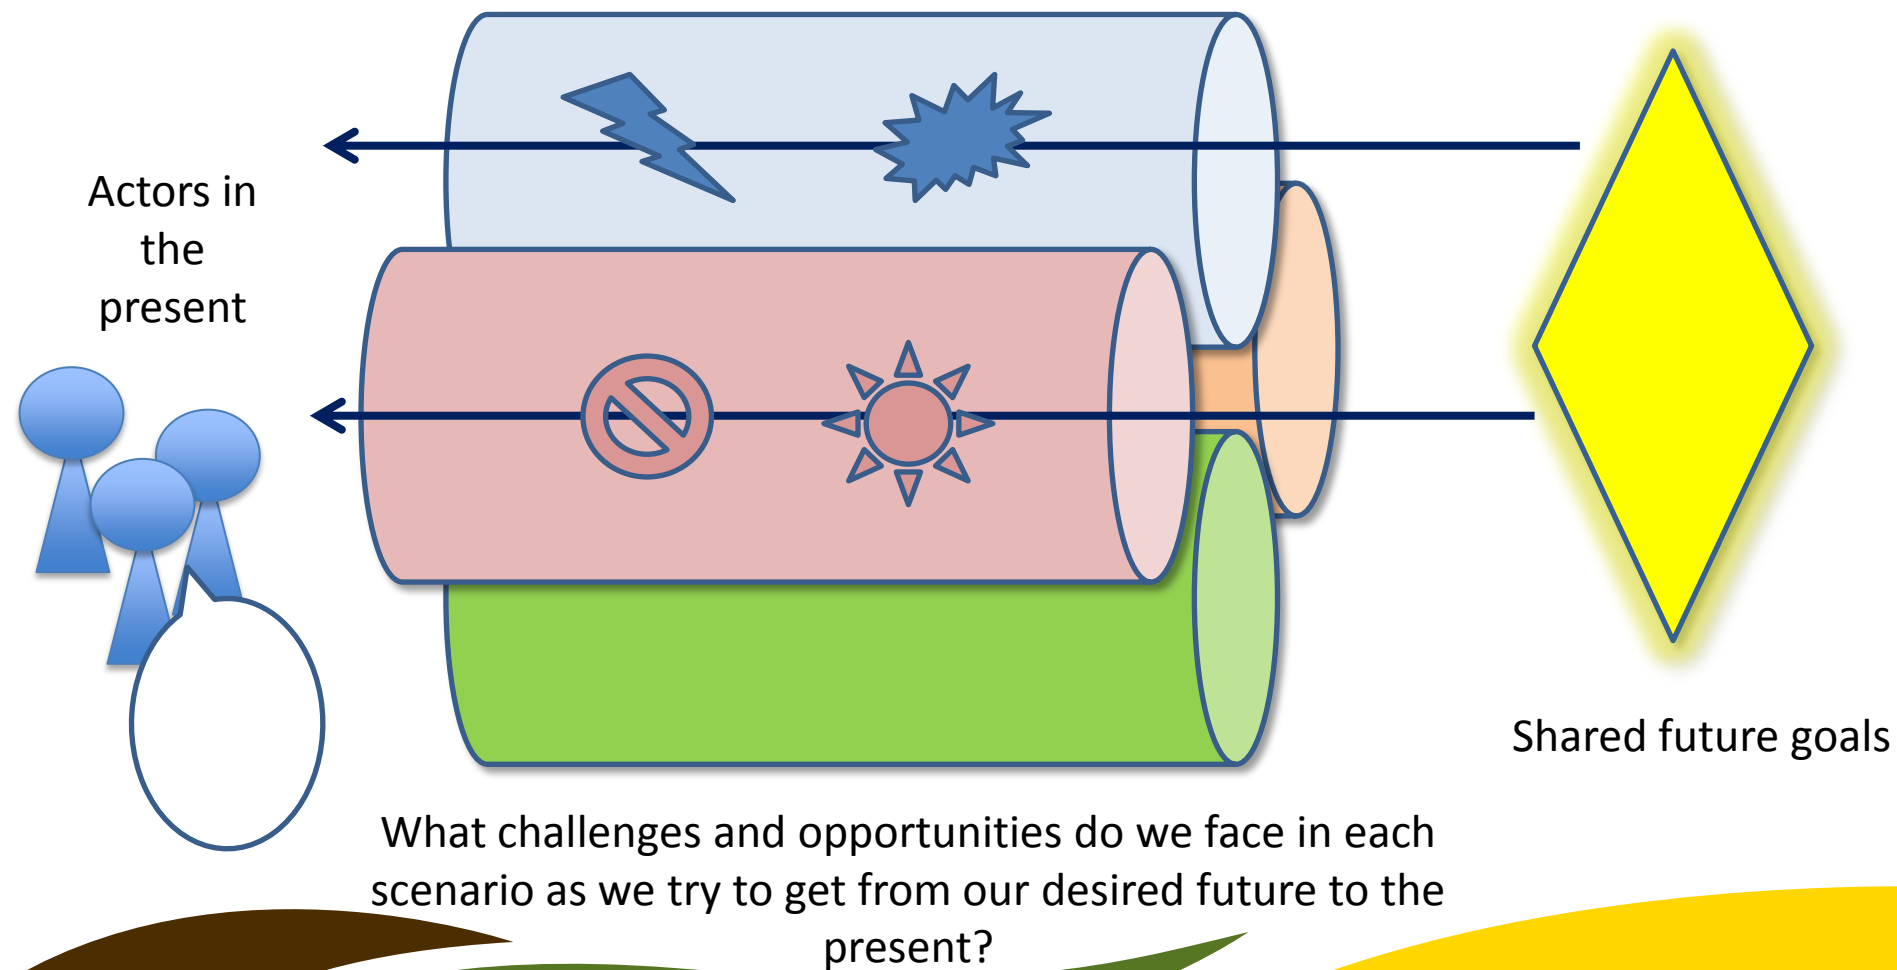 Actors in
the
present
Shared future goals
What challenges and opportunities do we face in each
scenario as we try to get from our desired future to the
present?